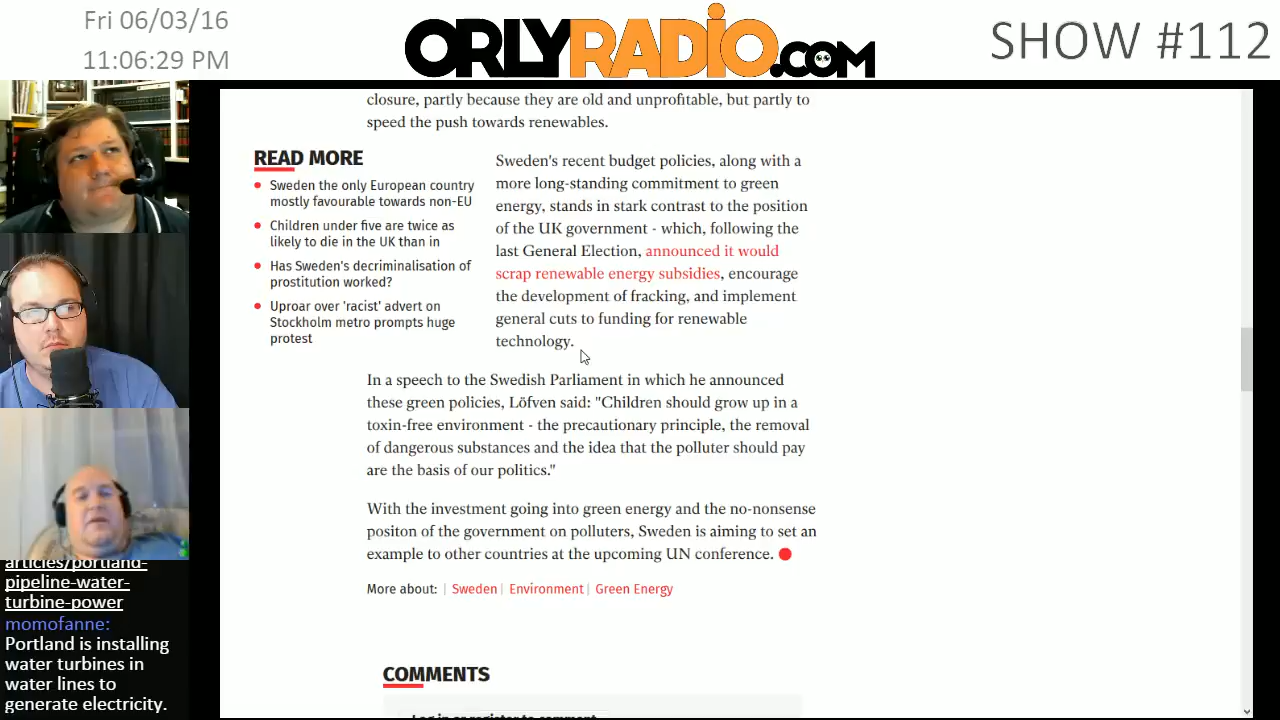 Fri 06/03/16
11:06:29 PM
ORLYRADIO.COM
SHOW #112
closure, partly because they are old and unprofitable, but partly to
speed the push towards renewables.
READ MORE
Sweden the only European country
mostly favourable towards non-EU
Children under five are twice as
likely to die in the UK than in
Has Sweden's decriminalisation of
prostitution worked?
Uproar over 'racist' advert on
Stockholm metro prompts huge
protest
Sweden's recent budget policies, along with a
more long-standing commitment to green
energy, stands in stark contrast to the position
of the UK government - which, following the
last General Election, announced it would
scrap renewable energy subsidies, encourage
the development of fracking, and implement
general cuts to funding for renewable
technology.
In a speech to the Swedish Parliament in which he announced
these green policies, Löfven said: "Children should grow up in a
toxin-free environment - the precautionary principle, the removal
of dangerous substances and the idea that the polluter should pay
are the basis of our politics."
With the investment going into green energy and the no-nonsense
positon of the government on polluters, Sweden is aiming to set an
example to other countries at the upcoming UN conference.
More about: | Sweden | Environment | Green Energy
COMMENTS
Log in or register to comment
articles/portland-
pipeline-water-
turbine-power
momofanne:
Portland is installing
water turbines in
water lines to
generate electricity.